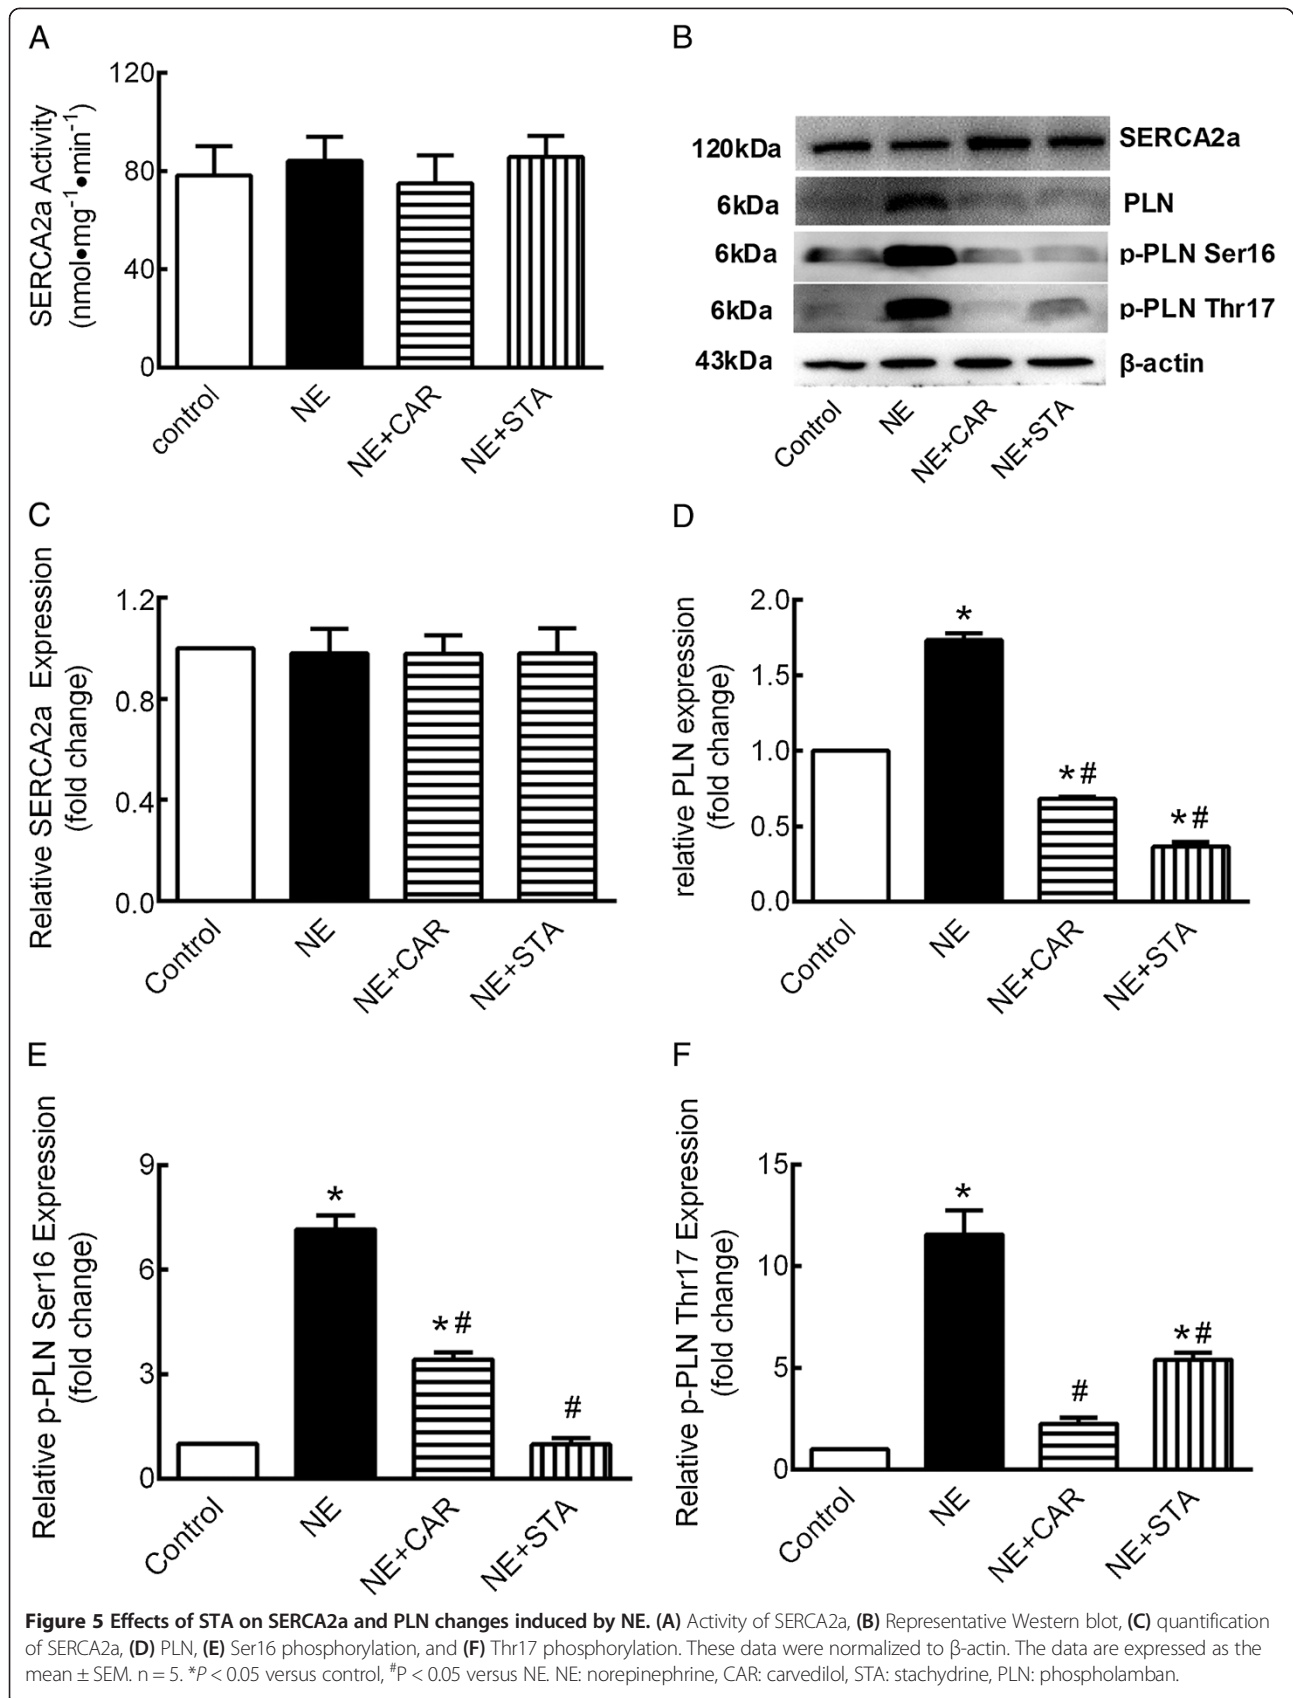 A
SERCA2a Activity
(nmol•mg⁻¹•min⁻¹)
120
80
40
0
control
NE
NE+CAR
NE+STA
B
120kDa
SERCA2a
6kDa
PLN
6kDa
p-PLN Ser16
6kDa
p-PLN Thr17
43kDa
β-actin
Control
NE
NE+CAR
NE+STA
C
Relative SERCA2a Expression
(fold change)
1.2
0.8
0.4
0.0
Control
NE
NE+CAR
NE+STA
D
relative PLN expression
(fold change)
2.0
1.5
1.0
0.5
0.0
*
*#
*#
Control
NE
NE+CAR
NE+STA
E
Relative p-PLN Ser16 Expression
(fold change)
9
6
3
0
*
*#
#
Control
NE
NE+CAR
NE+STA
F
Relative p-PLN Thr17 Expression
(fold change)
15
10
5
0
*
#
*#
Control
NE
NE+CAR
NE+STA
Figure 5 Effects of STA on SERCA2a and PLN changes induced by NE. (A) Activity of SERCA2a, (B) Representative Western blot, (C) quantification
of SERCA2a, (D) PLN, (E) Ser16 phosphorylation, and (F) Thr17 phosphorylation. These data were normalized to β-actin. The data are expressed as the
mean ± SEM. n = 5. *P < 0.05 versus control, #P < 0.05 versus NE. NE: norepinephrine, CAR: carvedilol, STA: stachydrine, PLN: phospholamban.